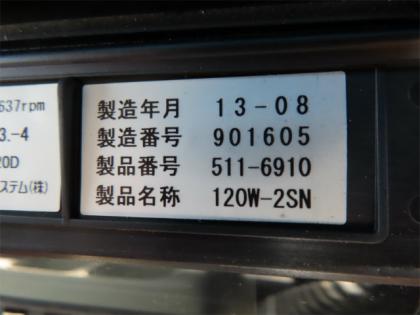 637rpm
3.-4
20D
ステム(株)
製造年月 13-08
製造番号 901605
製品番号 511-6910
製品名称 120W-2SN